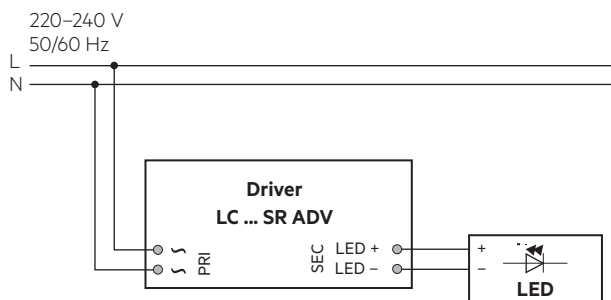 220–240 V
50/60 Hz
L
N
Driver
LC ... SR ADV
~ PRI SEC LED + +
~ LED – –
LED